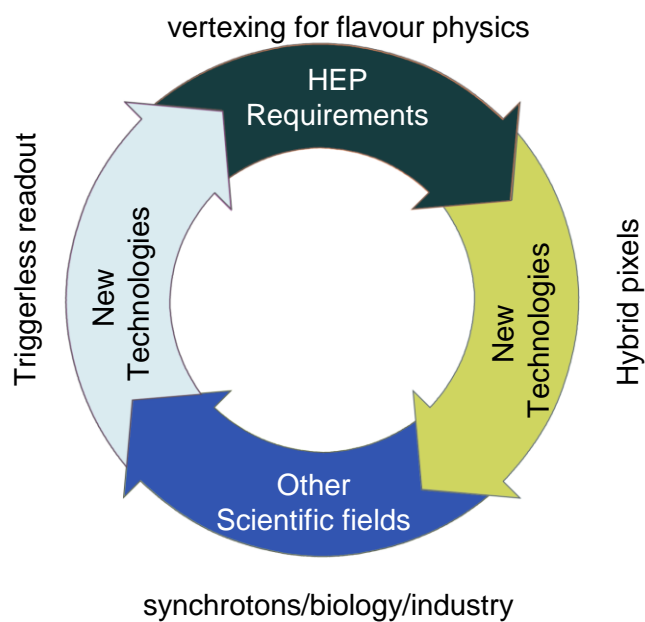 vertexing for flavour physics
HEP
Requirements
Triggerless readout
New
Technologies
New
Technologies
Hybrid pixels
Other
Scientific fields
synchrotons/biology/industry